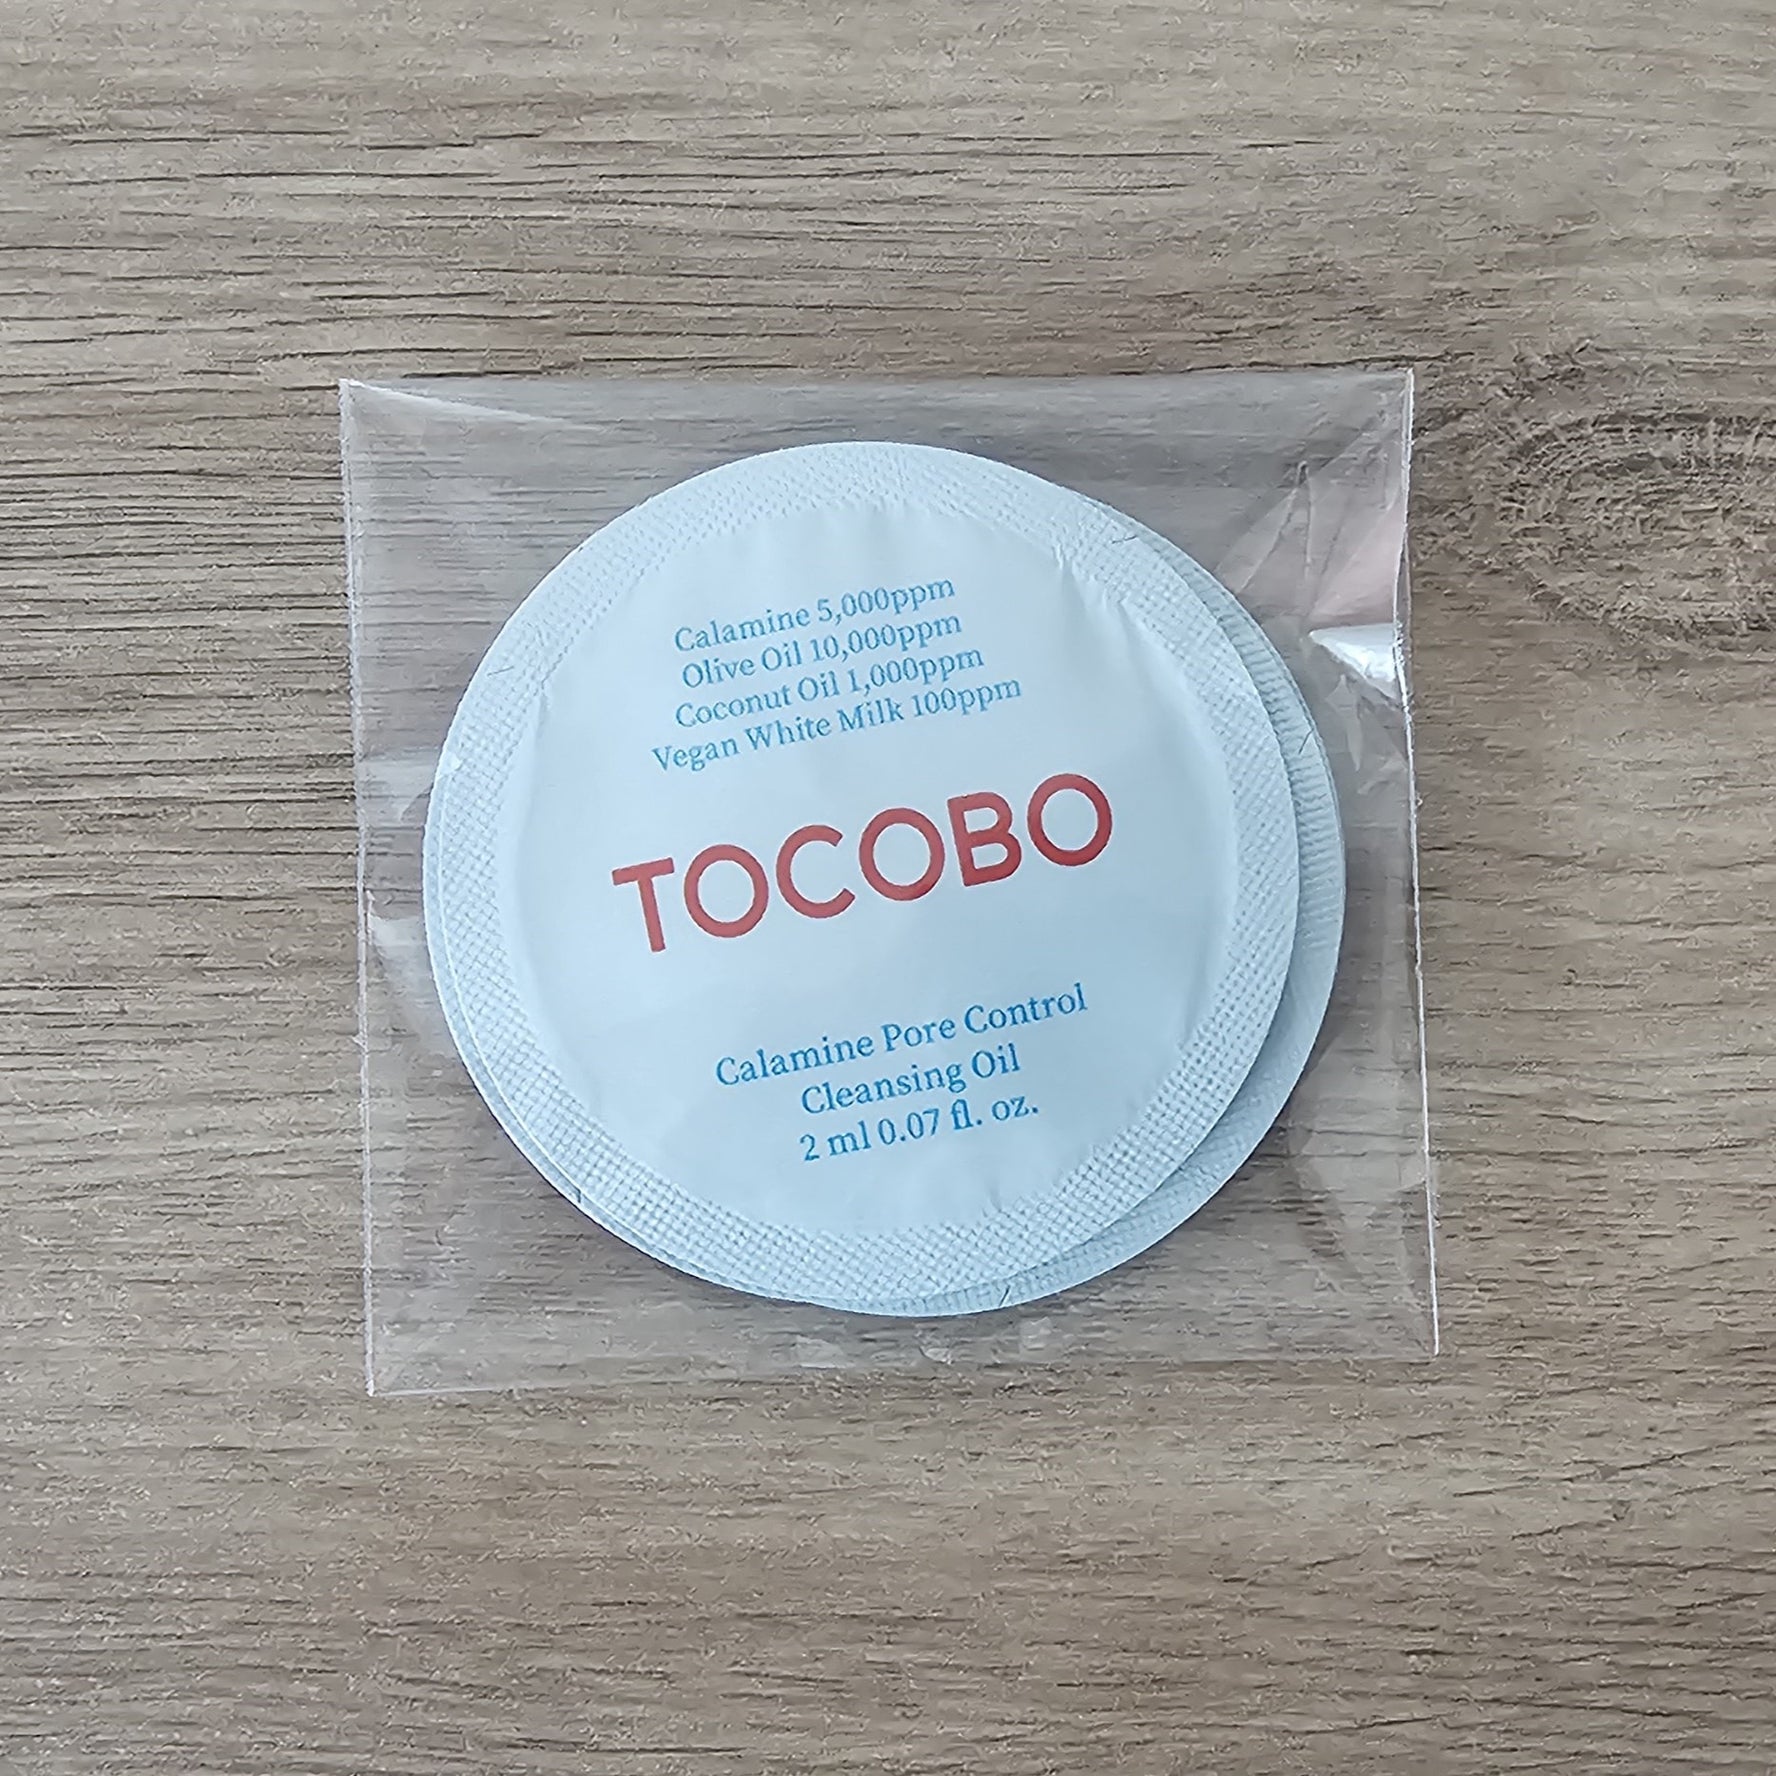 Calamine 5,000ppm
Olive Oil 10,000ppm
Coconut Oil 1,000ppm
Vegan White Milk 100ppm
TOCOBO
Calamine Pore Control
Cleansing Oil
2 ml 0.07 fl. oz.